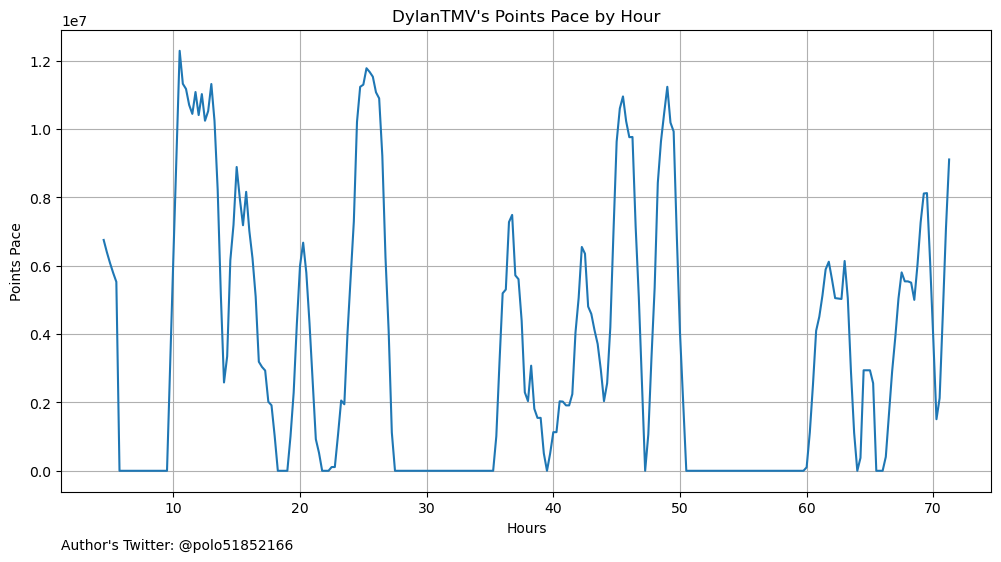 DylanTMV's Points Pace by Hour
1e7
1.2
1.0
0.8
0.6
0.4
0.2
0.0
Points Pace
10 20 30 40 50 60 70
Hours
Author's Twitter: @polo51852166